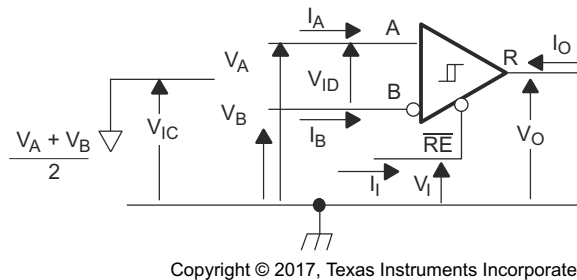 I_A
A
R
I_O
V_A
V_ID
V_B
B
V_IC
I_B
V_O
V_A + V_B
2
RE
I_I
V_I
Copyright © 2017, Texas Instruments Incorporate